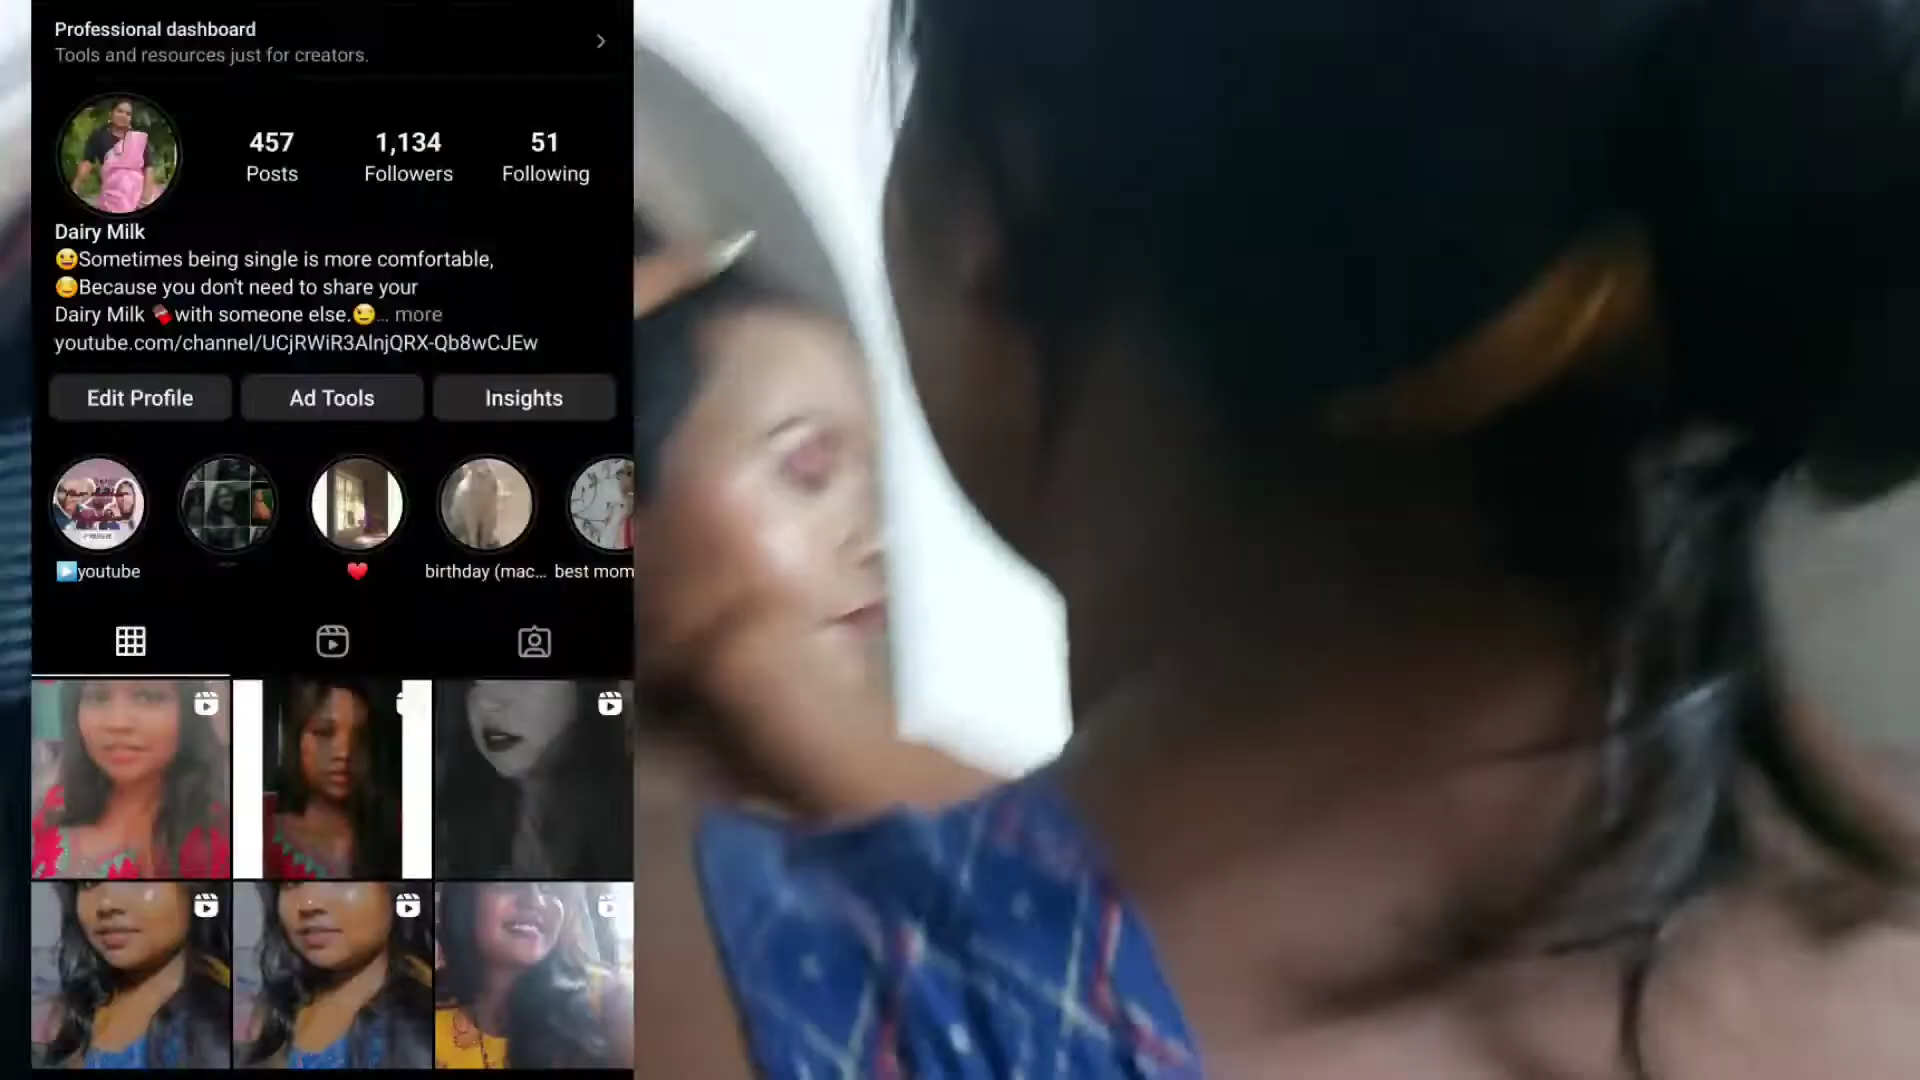 Professional dashboard
Tools and resources just for creators.
457
Posts
1,134
Followers
51
Following
Dairy Milk
😆Sometimes being single is more comfortable,
😊Because you don't need to share your
Dairy Milk 🍫with someone else.😉... more
youtube.com/channel/UCjRWiR3AlnjQRX-Qb8wCJEw
Edit Profile
Ad Tools
Insights
▶️youtube
❤️
birthday (mac...
best mom